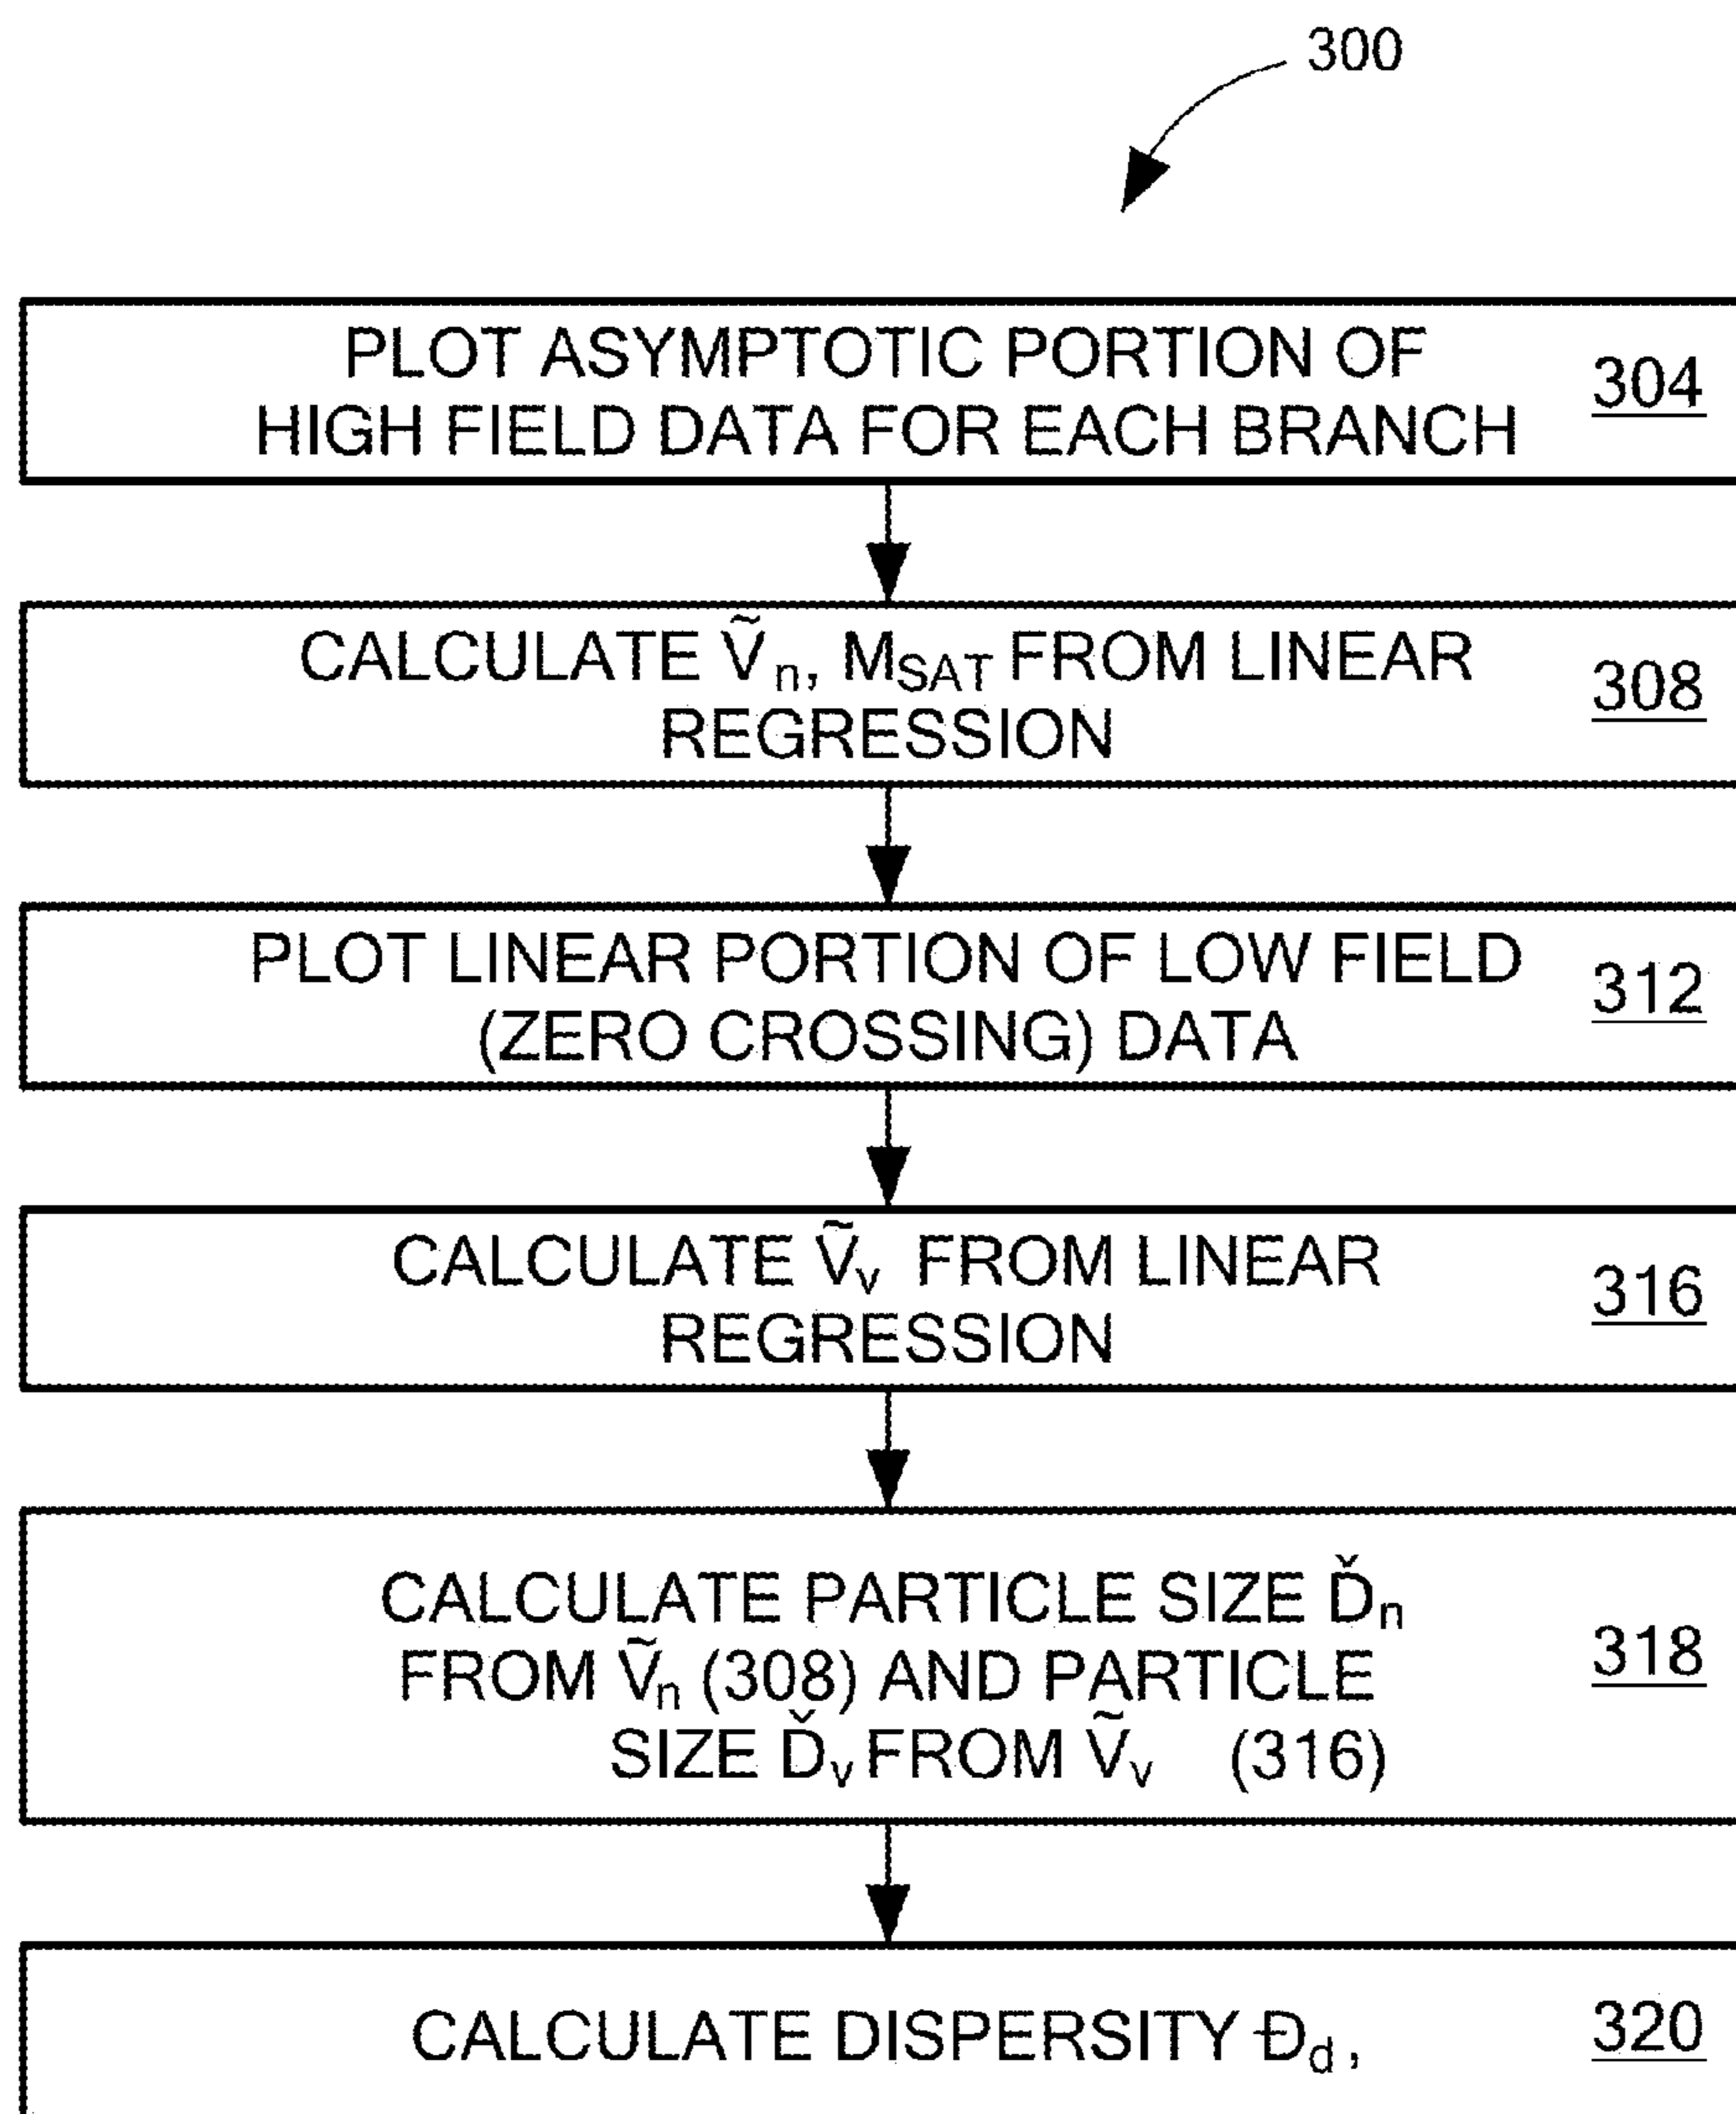 300
PLOT ASYMPTOTIC PORTION OF
HIGH FIELD DATA FOR EACH BRANCH
304
CALCULATE Ṽn, MSAT FROM LINEAR
REGRESSION
308
PLOT LINEAR PORTION OF LOW FIELD
(ZERO CROSSING) DATA
312
CALCULATE Ṽv FROM LINEAR
REGRESSION
316
CALCULATE PARTICLE SIZE Ďn
FROM Ṽn (308) AND PARTICLE
SIZE Ďv FROM Ṽv (316)
318
CALCULATE DISPERSITY Đd,
320